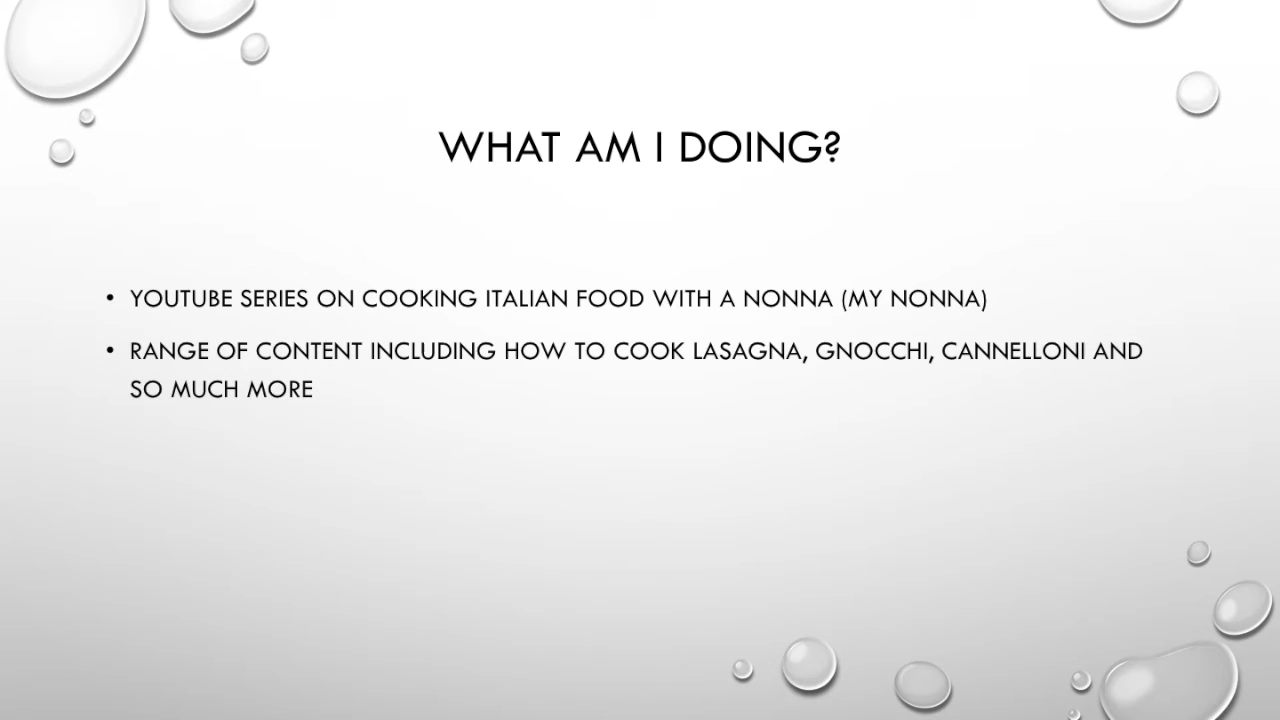 WHAT AM I DOING?
• YOUTUBE SERIES ON COOKING ITALIAN FOOD WITH A NONNA (MY NONNA)
• RANGE OF CONTENT INCLUDING HOW TO COOK LASAGNA, GNOCCHI, CANNELLONI AND
SO MUCH MORE